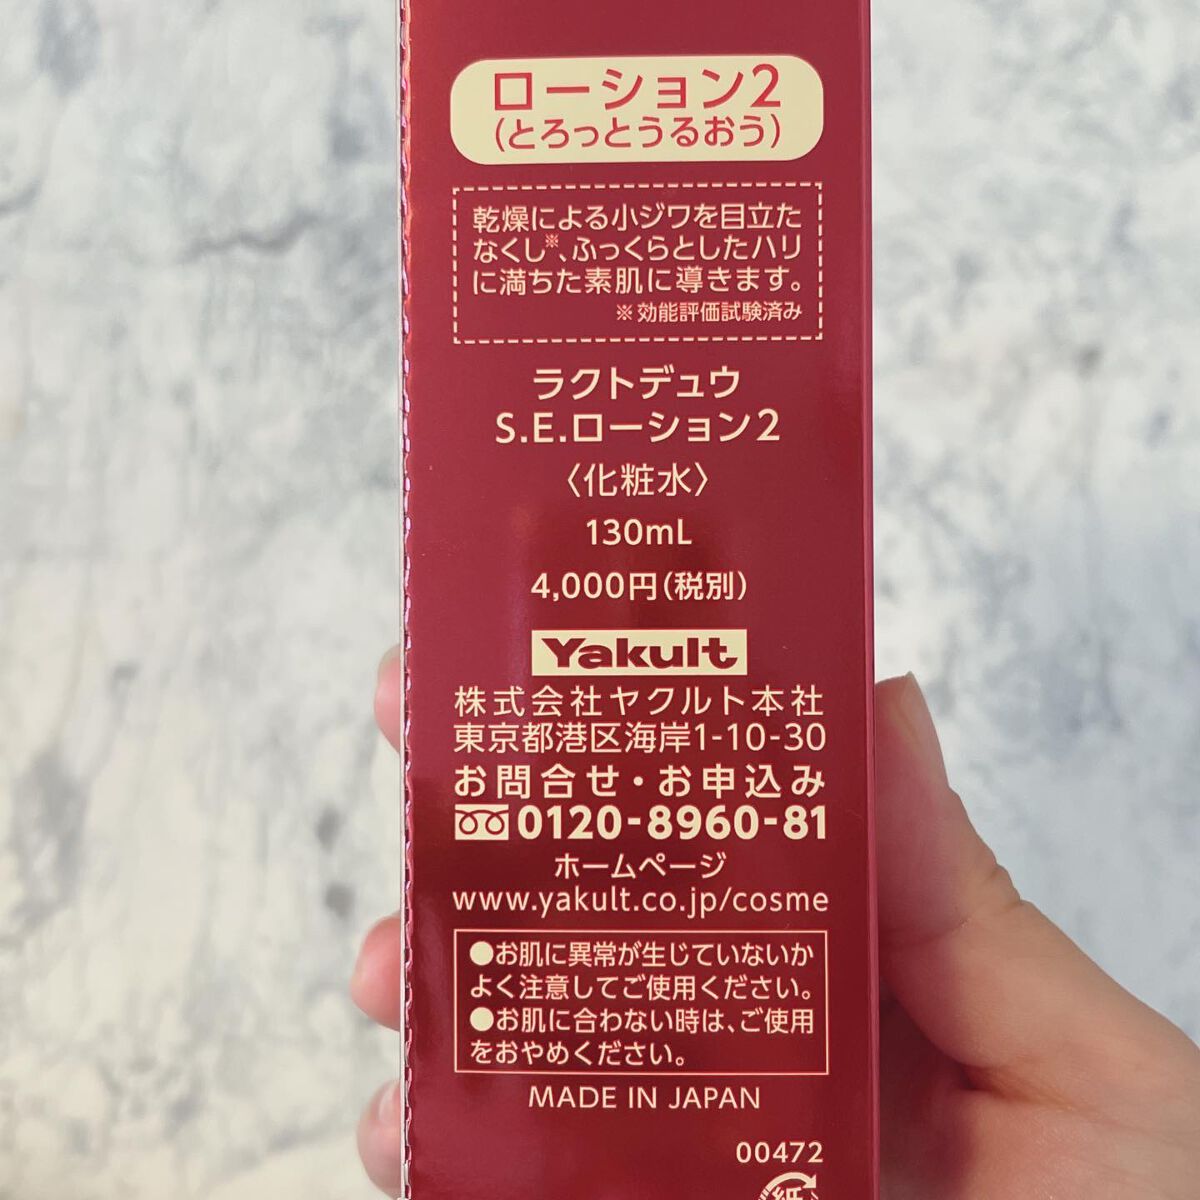 ローション2
(とろっとうるおう)
乾燥による小ジワを目立た
なくし※、ふっくらとしたハリ
に満ちた素肌に導きます。
※効能評価試験済み
ラクトデュウ
S.E.ローション2
〈化粧水〉
130mL
4,000円(税別)
Yakult
株式会社ヤクルト本社
東京都港区海岸1-10-30
お問合せ・お申込み
0120-8960-81
ホームページ
www.yakult.co.jp/cosme
●お肌に異常が生じていないか
よく注意してご使用ください。
●お肌に合わない時は、ご使用
をおやめください。
MADE IN JAPAN
00472
紙